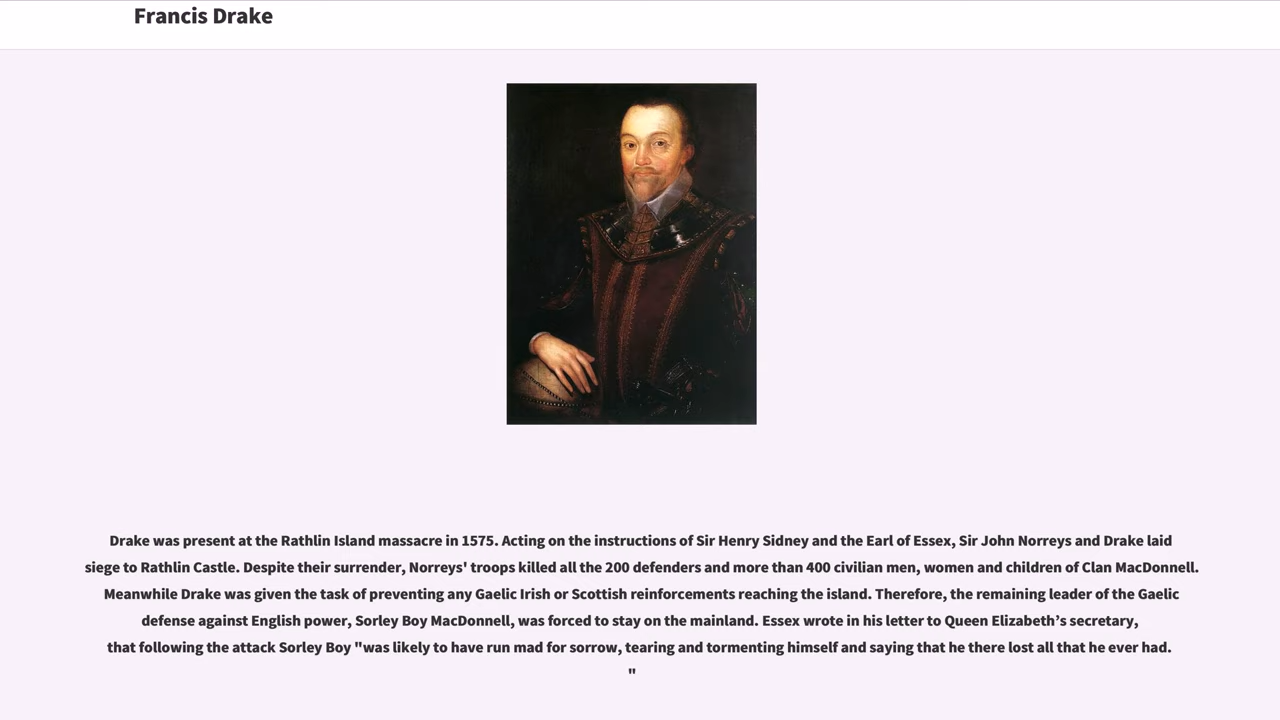 Francis Drake
Drake was present at the Rathlin Island massacre in 1575. Acting on the instructions of Sir Henry Sidney and the Earl of Essex, Sir John Norreys and Drake laid
siege to Rathlin Castle. Despite their surrender, Norreys' troops killed all the 200 defenders and more than 400 civilian men, women and children of Clan MacDonnell.
Meanwhile Drake was given the task of preventing any Gaelic Irish or Scottish reinforcements reaching the island. Therefore, the remaining leader of the Gaelic
defense against English power, Sorley Boy MacDonnell, was forced to stay on the mainland. Essex wrote in his letter to Queen Elizabeth’s secretary,
that following the attack Sorley Boy "was likely to have run mad for sorrow, tearing and tormenting himself and saying that he there lost all that he ever had.
"